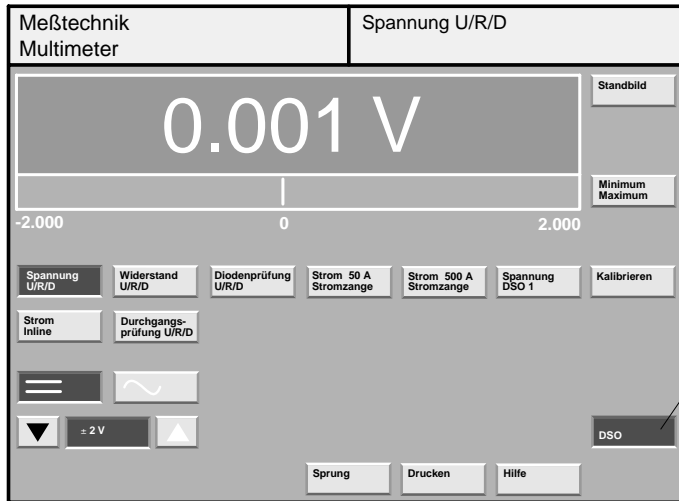 Meßtechnik
Multimeter
Spannung U/R/D
Standbild
0.001 V
Minimum
Maximum
-2.000 0 2.000
Spannung
U/R/D
Widerstand
U/R/D
Diodenprüfung
U/R/D
Strom 50 A
Stromzange
Strom 500 A
Stromzange
Spannung
DSO 1
Kalibrieren
Strom
Inline
Durchgangs-
prüfung U/R/D
± 2 V
DSO
Sprung
Drucken
Hilfe